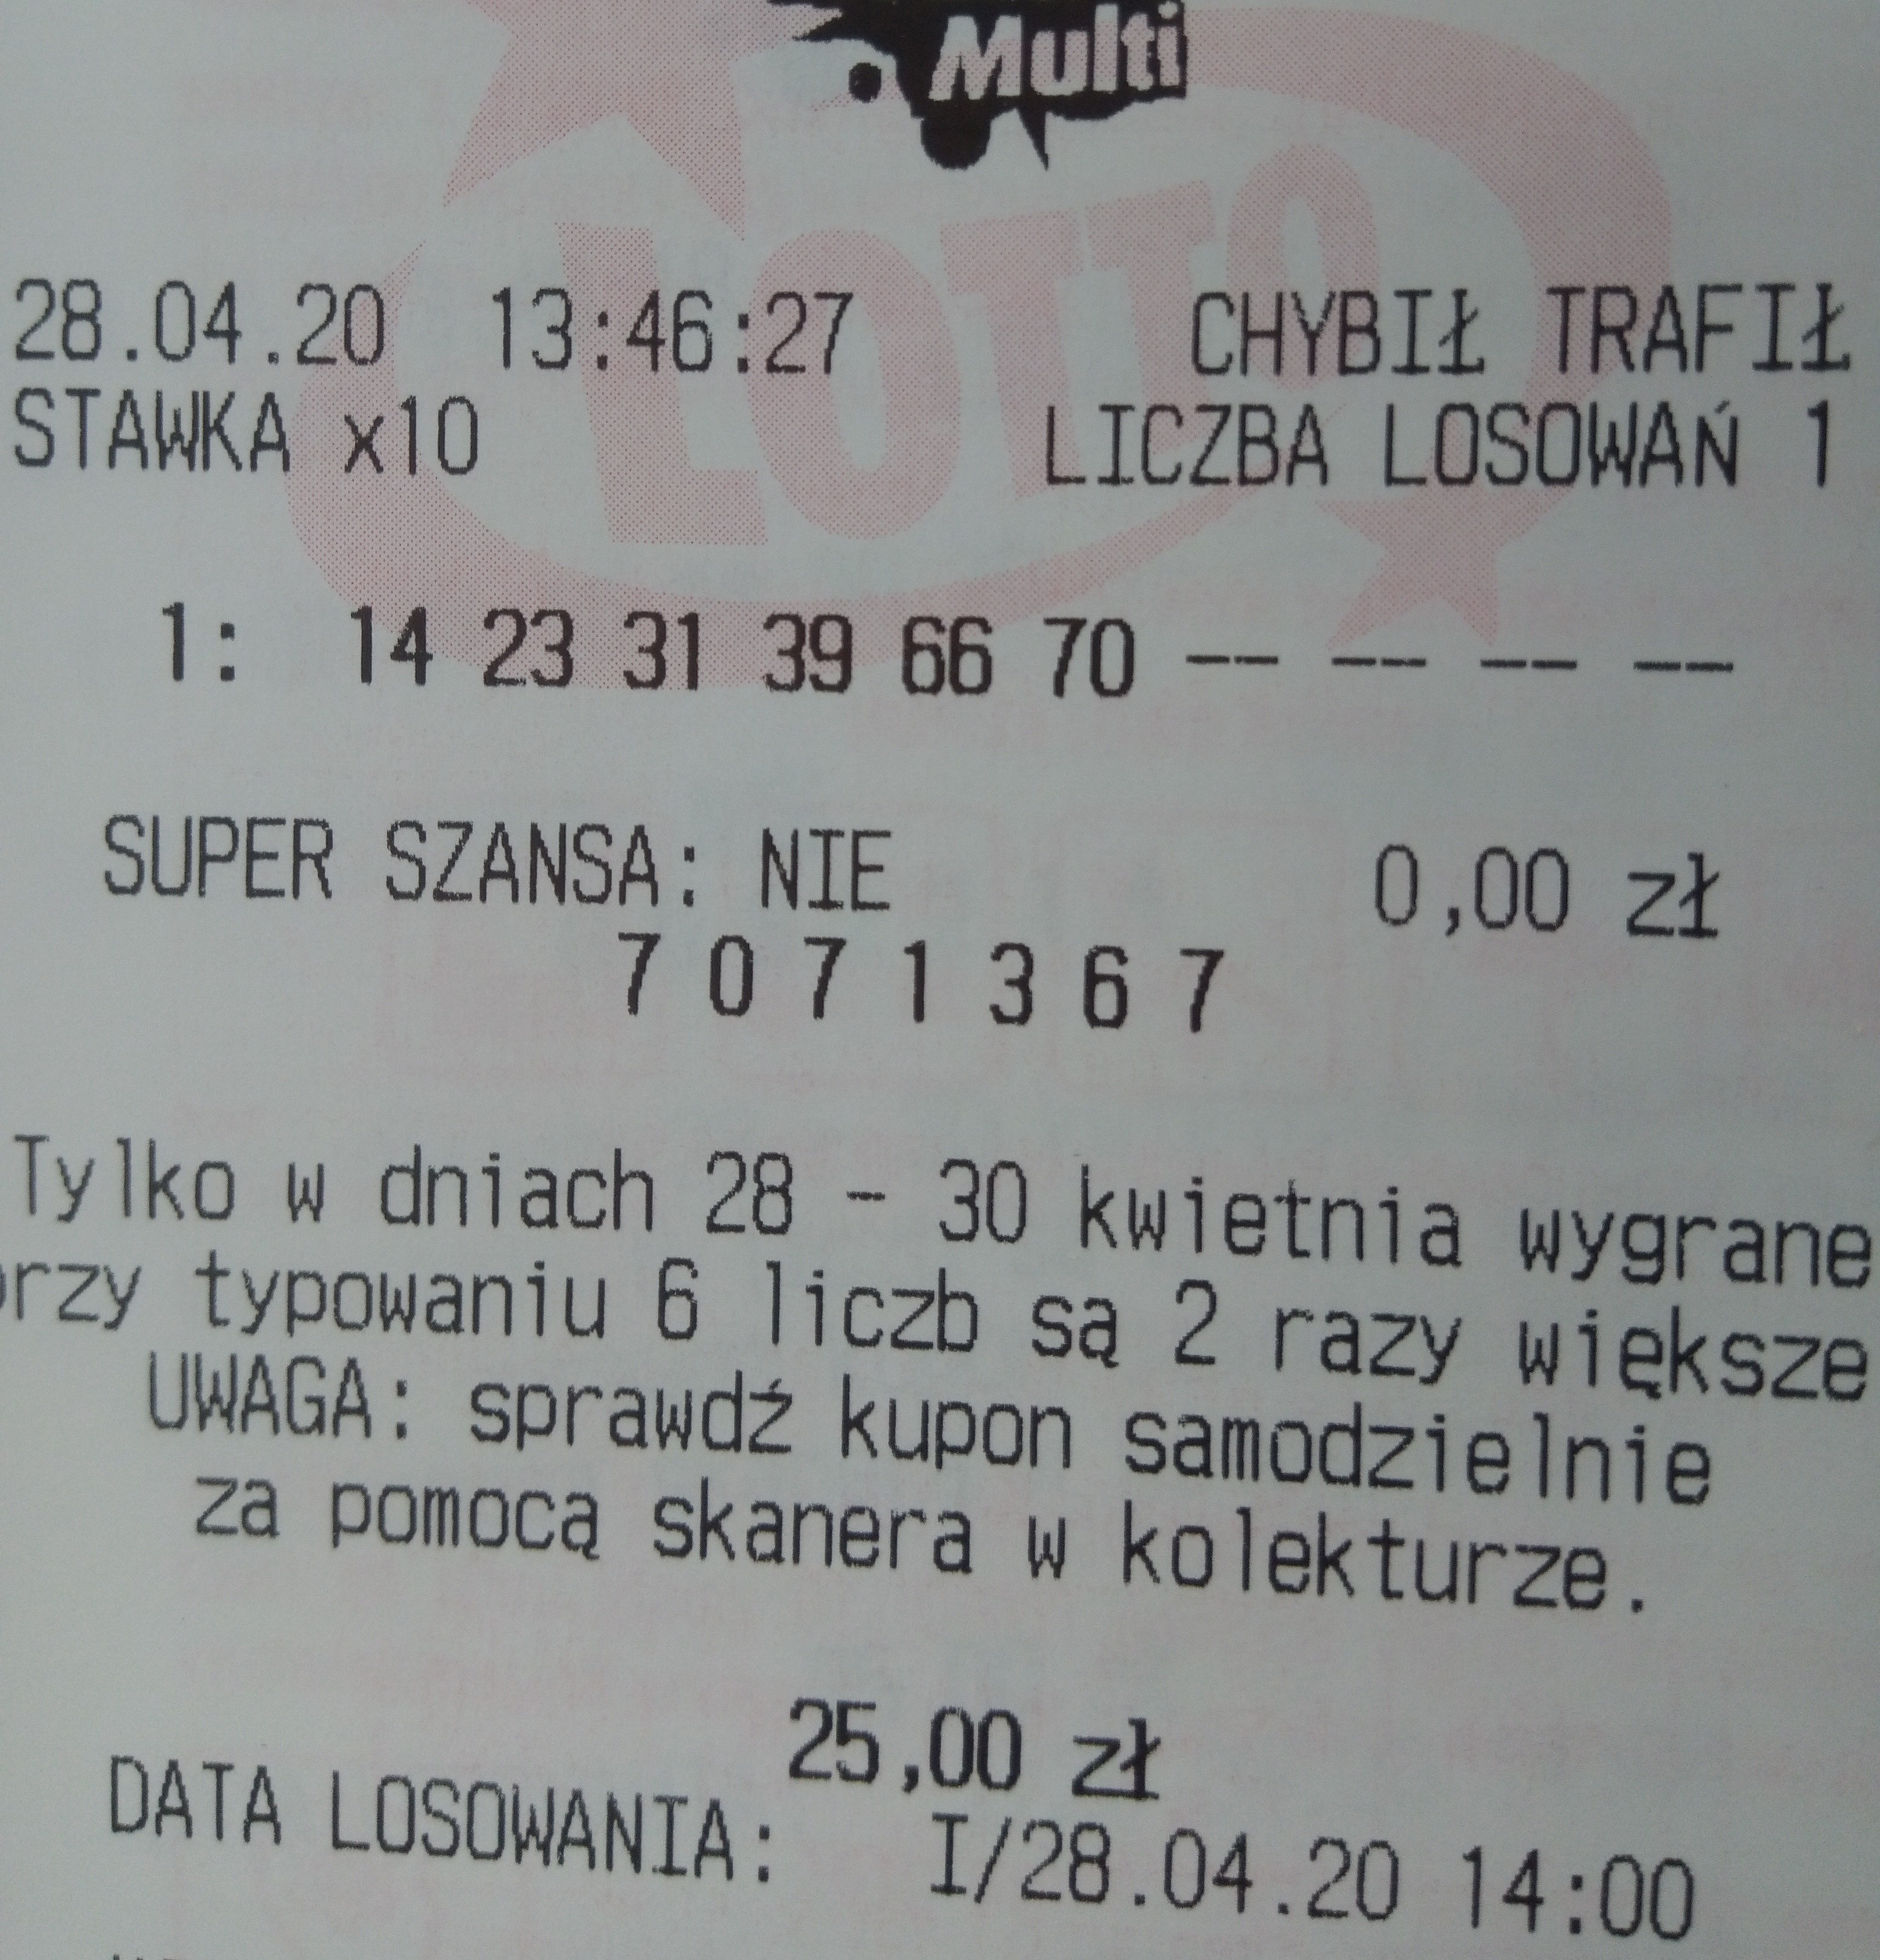 Multi
LOTTO
28.04.20 13:46:27 CHYBIŁ TRAFIŁ
STAWKA x10 LICZBA LOSOWAŃ 1
1: 14 23 31 39 66 70 -- -- -- --
SUPER SZANSA: NIE 0,00 zł
7 0 7 1 3 6 7
Tylko w dniach 28 - 30 kwietnia wygrane
przy typowaniu 6 liczb są 2 razy większe
UWAGA: sprawdź kupon samodzielnie
za pomocą skanera w kolekturze.
25,00 zł
DATA LOSOWANIA: I/28.04.20 14:00